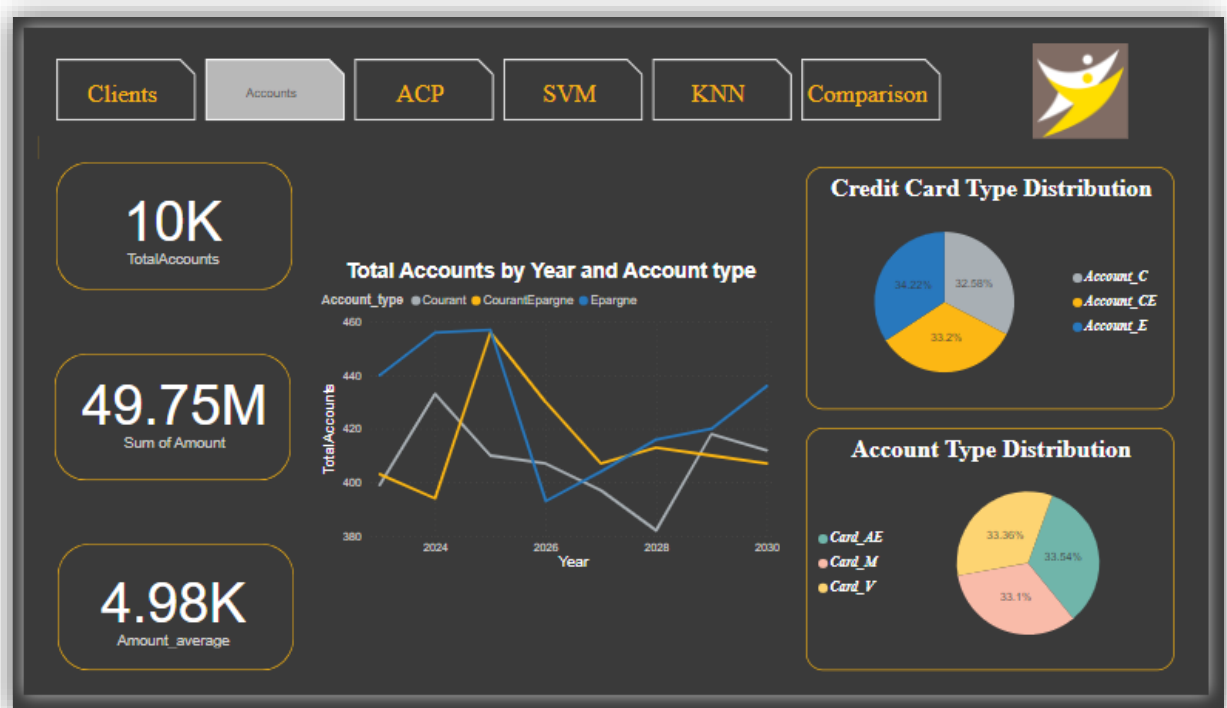 Clients
Accounts
ACP
SVM
KNN
Comparison
10K
TotalAccounts
49.75M
Sum of Amount
4.98K
Amount_average
Total Accounts by Year and Account type
Account_type Courant CourantEpargne Epargne
460
440
420
400
380
TotalAccounts
2024 2026 2028 2030
Year
Credit Card Type Distribution
34.22% 32.58%
33.2%
Account_C
Account_CE
Account_E
Account Type Distribution
Card_AE
Card_M
Card_V
33.36%
33.54%
33.1%